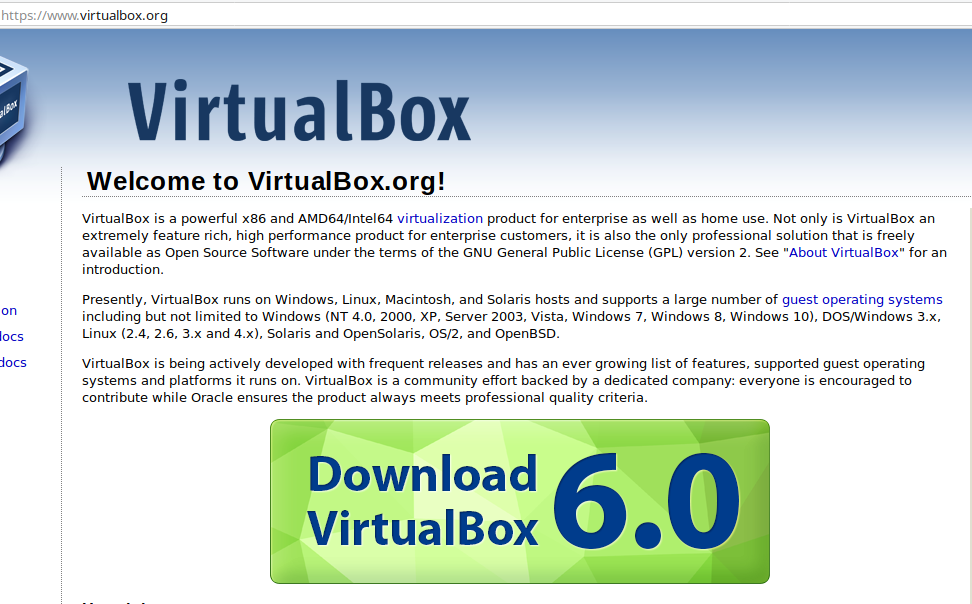 https://www.virtualbox.org
VirtualBox
Welcome to VirtualBox.org!
VirtualBox is a powerful x86 and AMD64/Intel64 virtualization product for enterprise as well as home use. Not only is VirtualBox an
extremely feature rich, high performance product for enterprise customers, it is also the only professional solution that is freely
available as Open Source Software under the terms of the GNU General Public License (GPL) version 2. See "About VirtualBox" for an
introduction.
on
docs
docs
Presently, VirtualBox runs on Windows, Linux, Macintosh, and Solaris hosts and supports a large number of guest operating systems
including but not limited to Windows (NT 4.0, 2000, XP, Server 2003, Vista, Windows 7, Windows 8, Windows 10), DOS/Windows 3.x,
Linux (2.4, 2.6, 3.x and 4.x), Solaris and OpenSolaris, OS/2, and OpenBSD.
VirtualBox is being actively developed with frequent releases and has an ever growing list of features, supported guest operating
systems and platforms it runs on. VirtualBox is a community effort backed by a dedicated company: everyone is encouraged to
contribute while Oracle ensures the product always meets professional quality criteria.
Download
VirtualBox 6.0